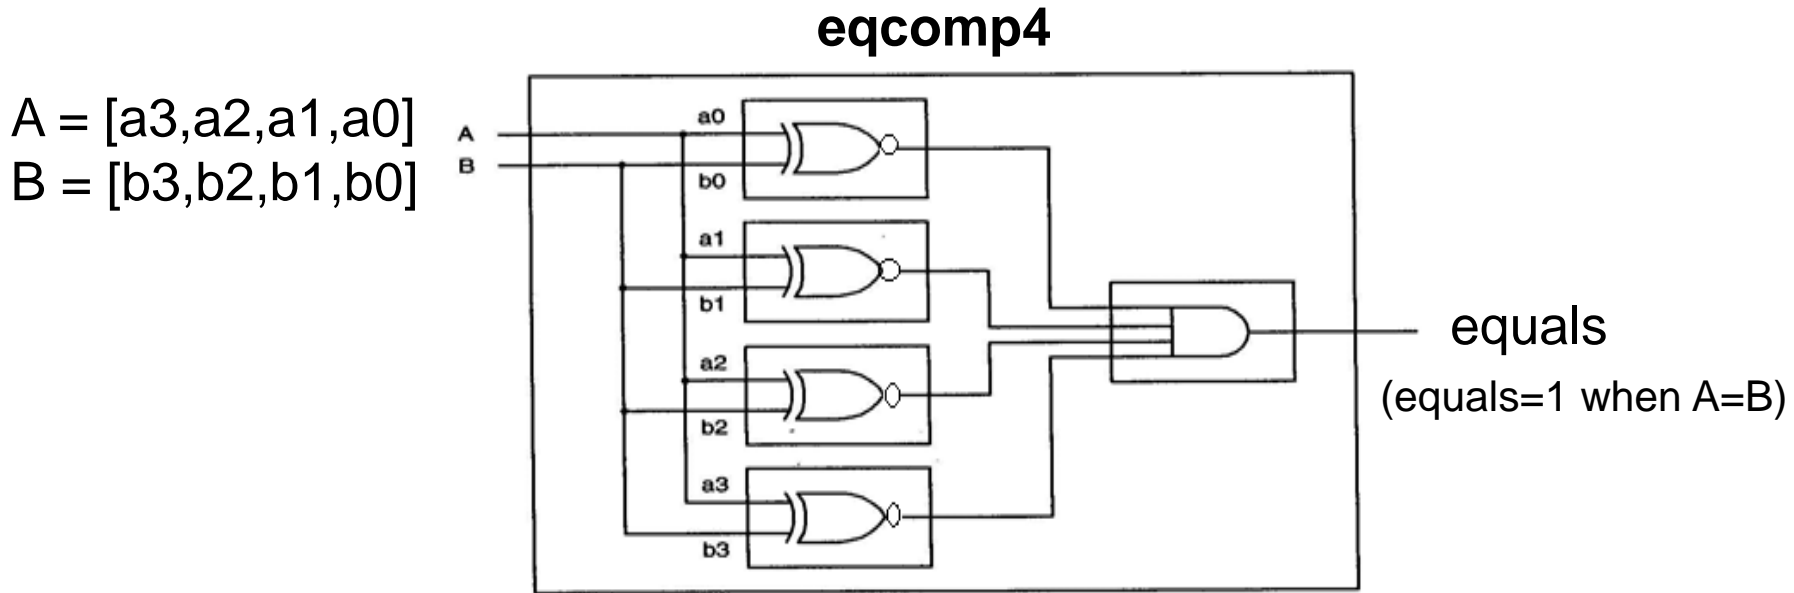 eqcomp4
A = [a3,a2,a1,a0]
B = [b3,b2,b1,b0]
A
B
a0
b0
a1
b1
a2
b2
a3
b3
equals
(equals=1 when A=B)